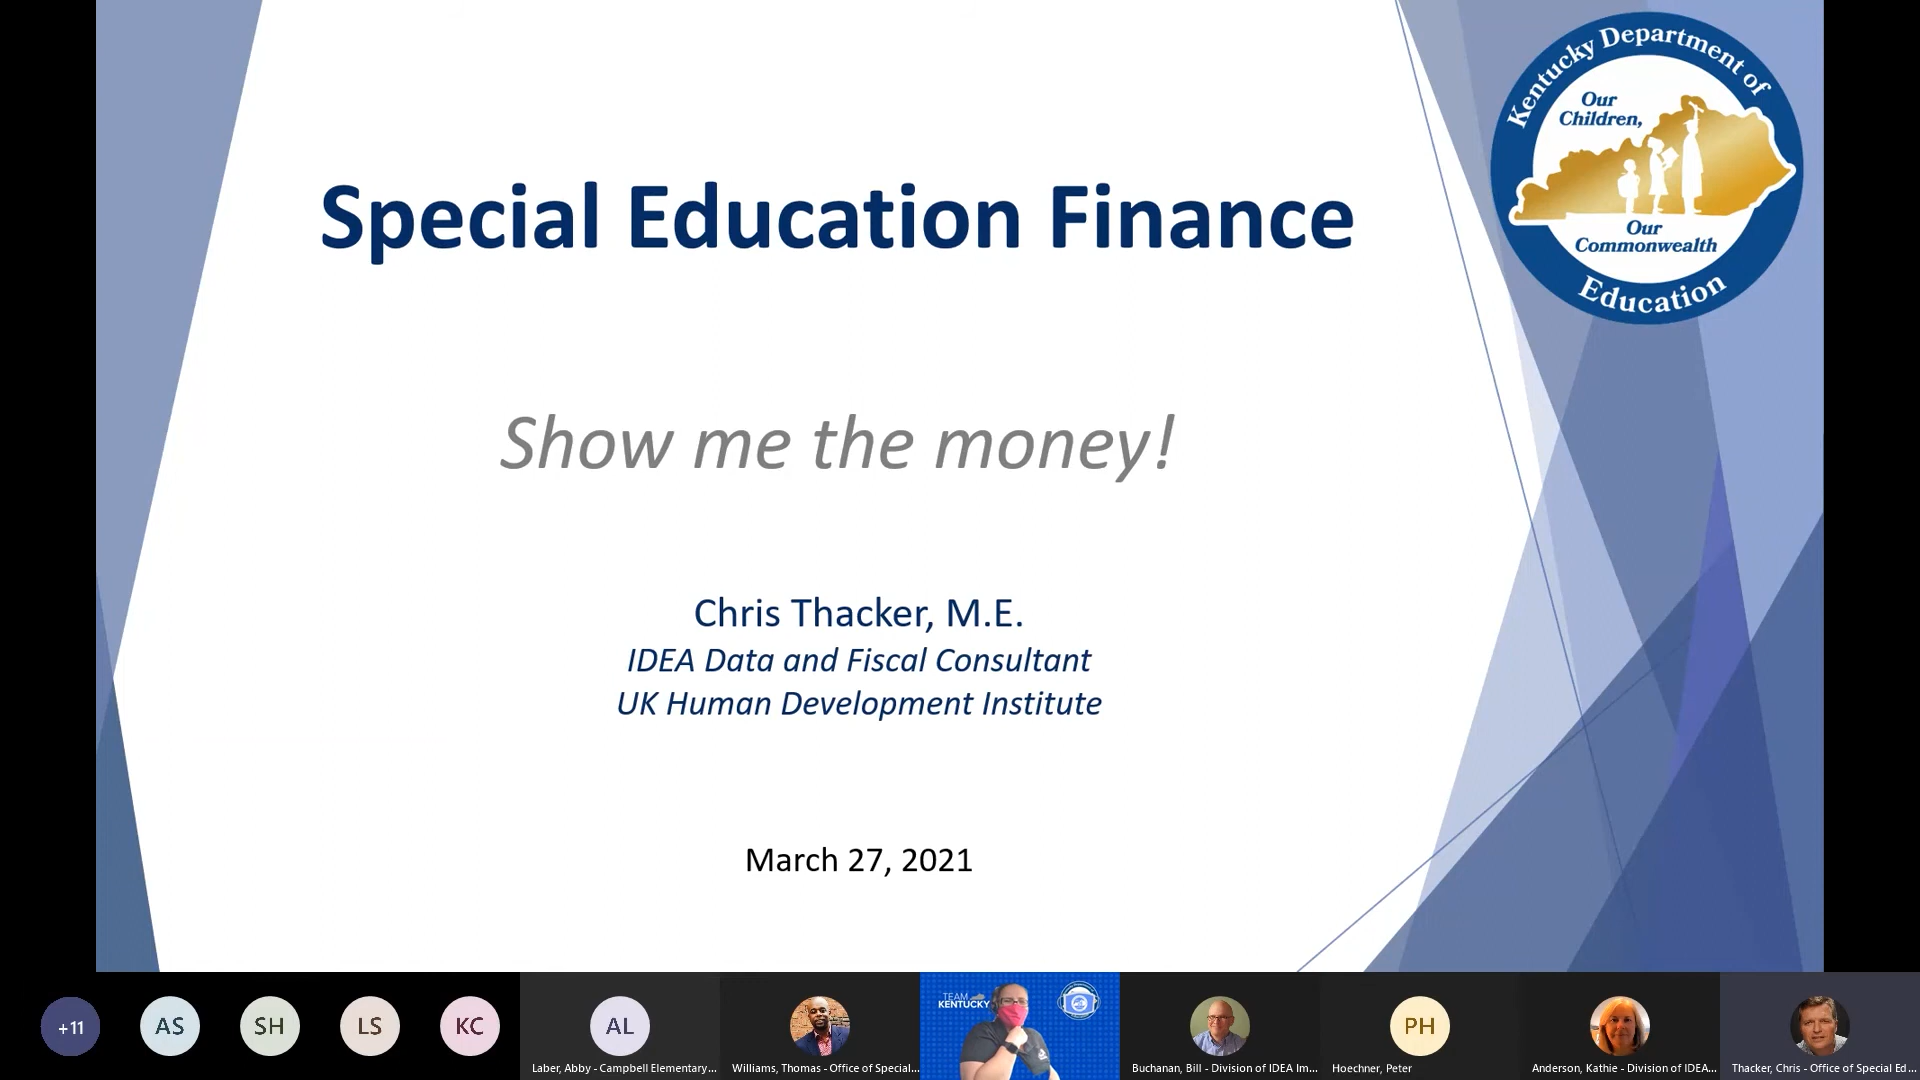 Kentucky Department of
Education
Our
Children,
Our
Commonwealth
Special Education Finance
Show me the money!
Chris Thacker, M.E.
IDEA Data and Fiscal Consultant
UK Human Development Institute
March 27, 2021
+11
AS
SH
LS
KC
AL
Laber, Abby - Campbell Elementary...
Williams, Thomas - Office of Special...
TEAM
KENTUCKY
Buchanan, Bill - Division of IDEA Im...
PH
Hoechner, Peter
Anderson, Kathie - Division of IDEA...
Thacker, Chris - Office of Special Ed ...